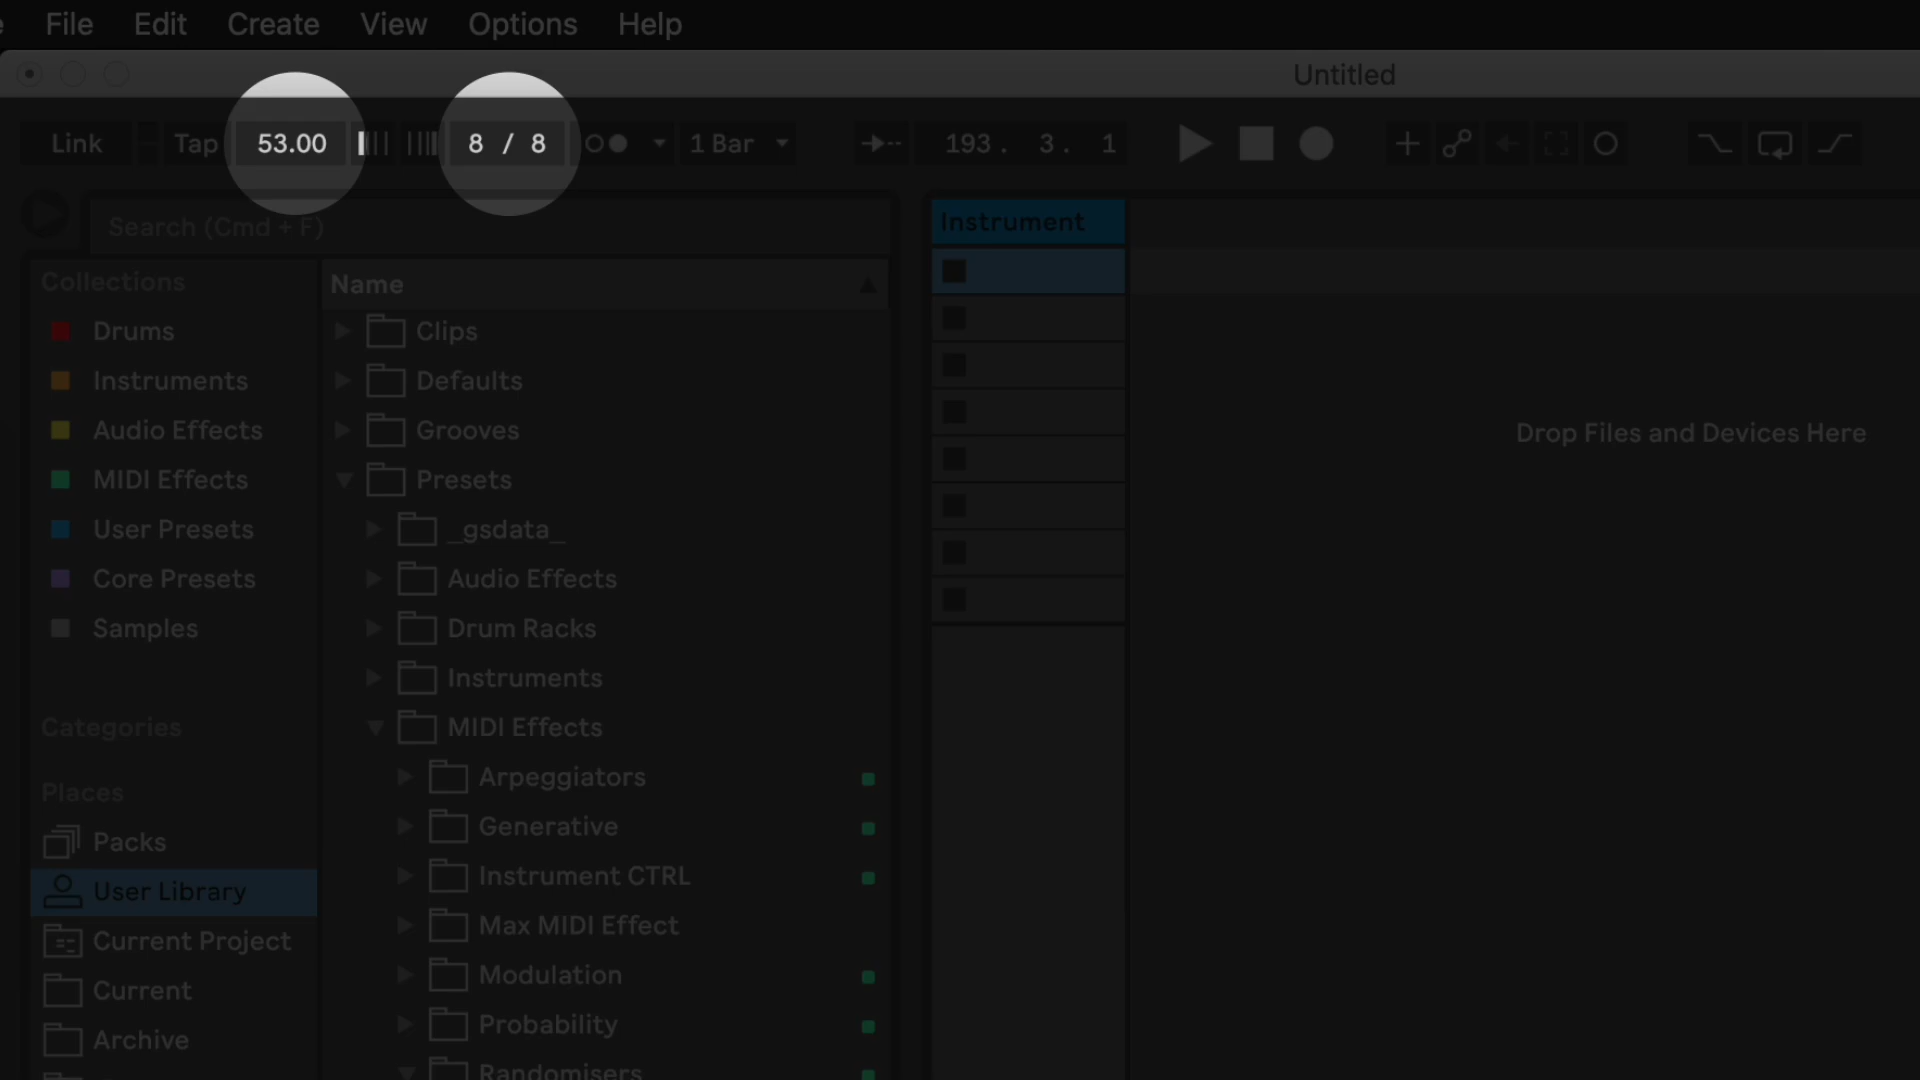 File Edit Create View Options Help
Untitled
Link Tap 53.00 8 / 8 1 Bar 193. 3. 1
Search (Cmd + F)
Instrument
Collections
Name
Drums
Clips
Instruments
Defaults
Audio Effects
Grooves
Drop Files and Devices Here
MIDI Effects
Presets
User Presets
_gsdata_
Core Presets
Audio Effects
Samples
Drum Racks
Instruments
Categories
MIDI Effects
Arpeggiators
Places
Generative
Packs
Instrument CTRL
User Library
Max MIDI Effect
Current Project
Modulation
Current
Probability
Archive
Randomisers